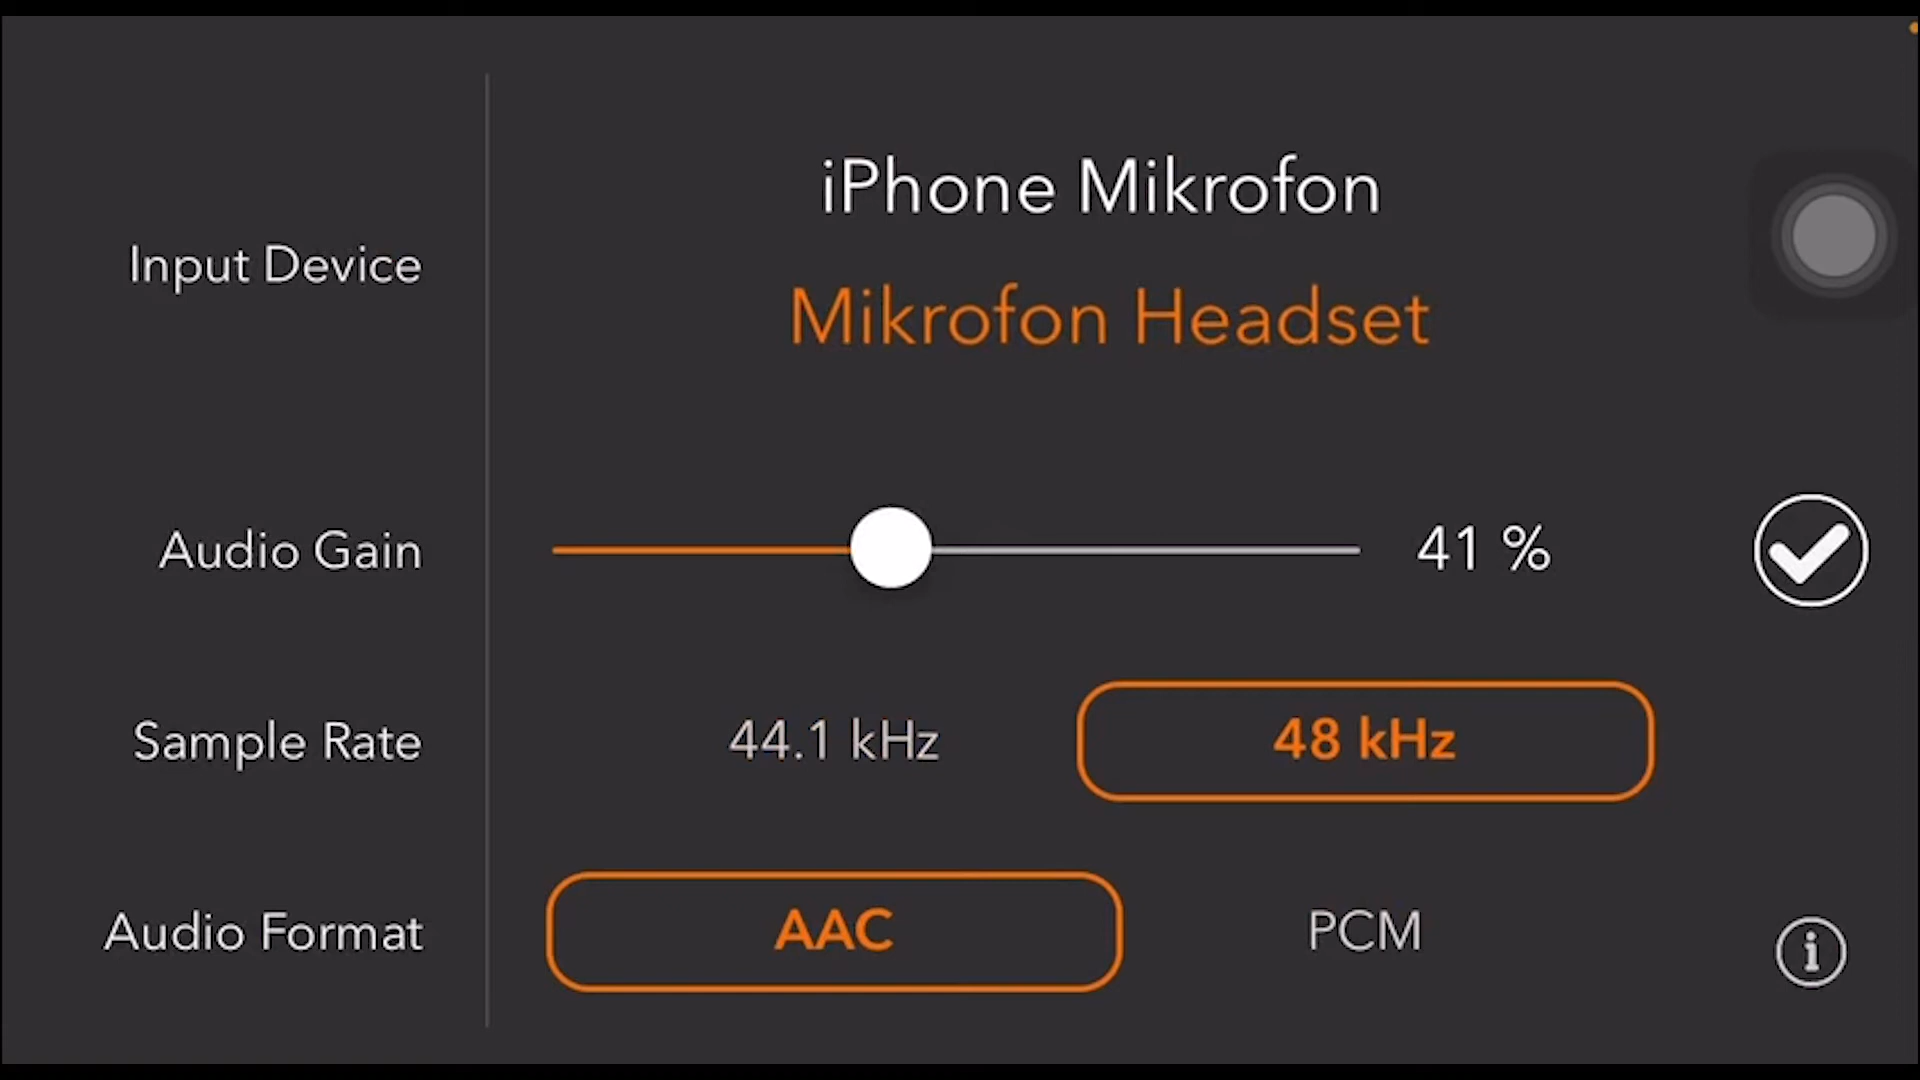 iPhone Mikrofon
Input Device
Mikrofon Headset
Audio Gain 41 %
Sample Rate 44.1 kHz 48 kHz
Audio Format AAC PCM